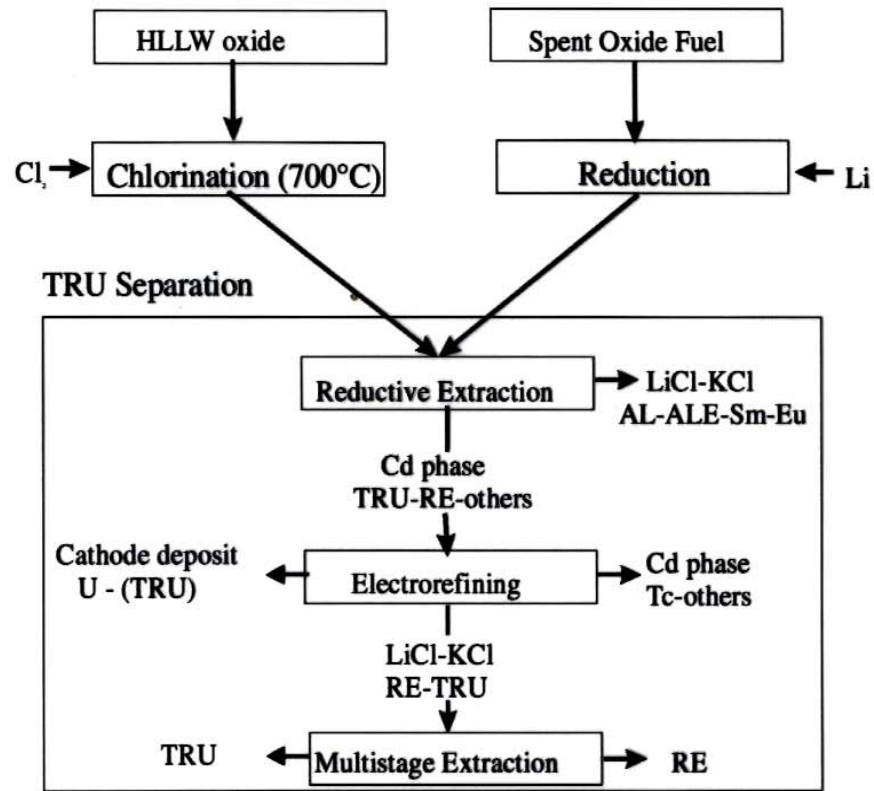 HLLW oxide
Spent Oxide Fuel
Cl₂
Chlorination (700°C)
Reduction
Li
TRU Separation
Reductive Extraction
LiCl-KCl
AL-ALE-Sm-Eu
Cd phase
TRU-RE-others
Cathode deposit
U - (TRU)
Electrorefining
Cd phase
Tc-others
LiCl-KCl
RE-TRU
TRU
Multistage Extraction
RE